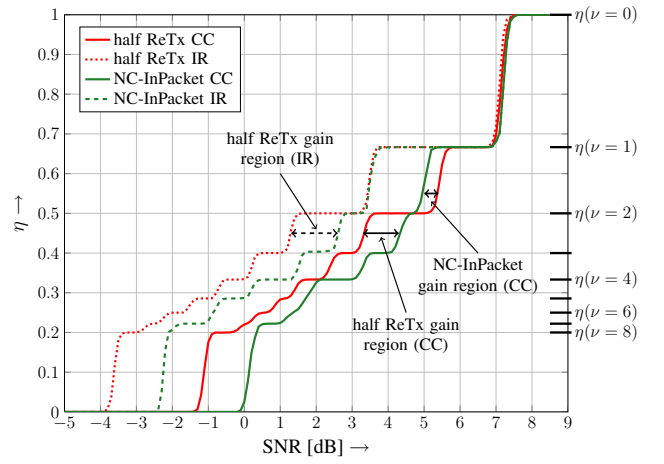 half ReTx CC
half ReTx IR
NC-InPacket CC
NC-InPacket IR
half ReTx gain
region (IR)
NC-InPacket
gain region (CC)
half ReTx gain
region (CC)
1
0.9
0.8
0.7
0.6
0.5
0.4
0.3
0.2
0.1
0
η →
−5 −4 −3 −2 −1 0 1 2 3 4 5 6 7 8 9
SNR [dB] →
η(ν = 0)
η(ν = 1)
η(ν = 2)
η(ν = 4)
η(ν = 6)
η(ν = 8)